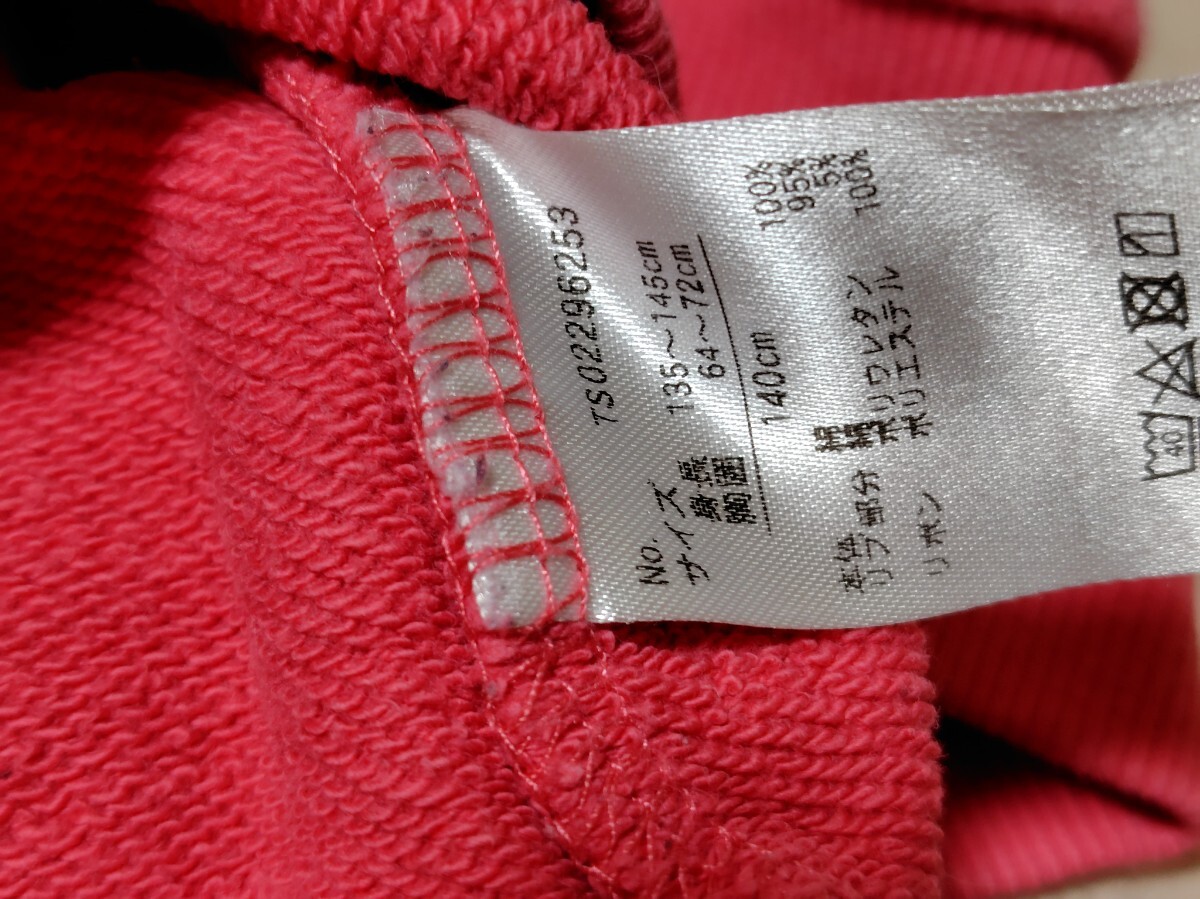 No. TS02296253
サイズ
身長 135~145cm
胸囲 64~72cm
140cm
本体 綿 100%
リブ部分 綿 95%
ポリウレタン 5%
リボン ポリエステル 100%
40